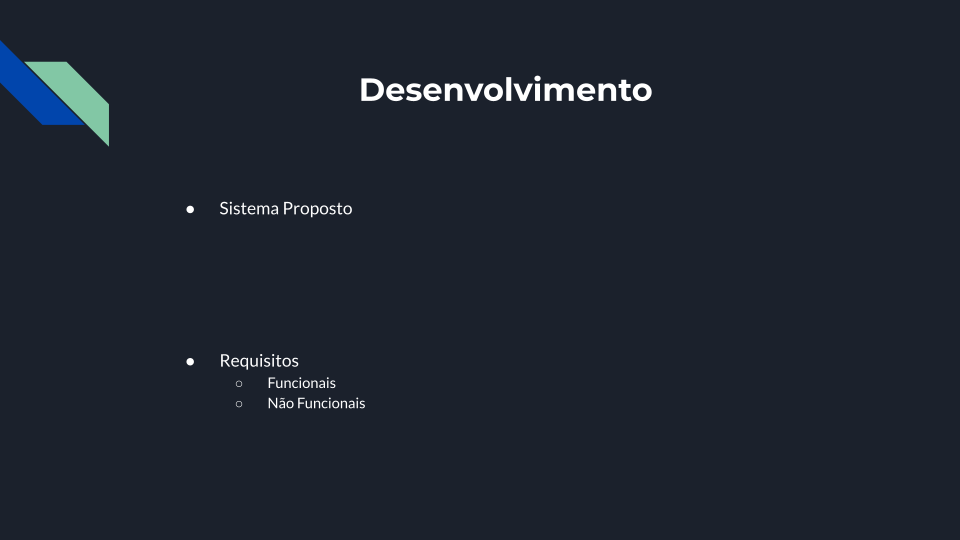 Desenvolvimento
● Sistema Proposto
● Requisitos
○ Funcionais
○ Não Funcionais